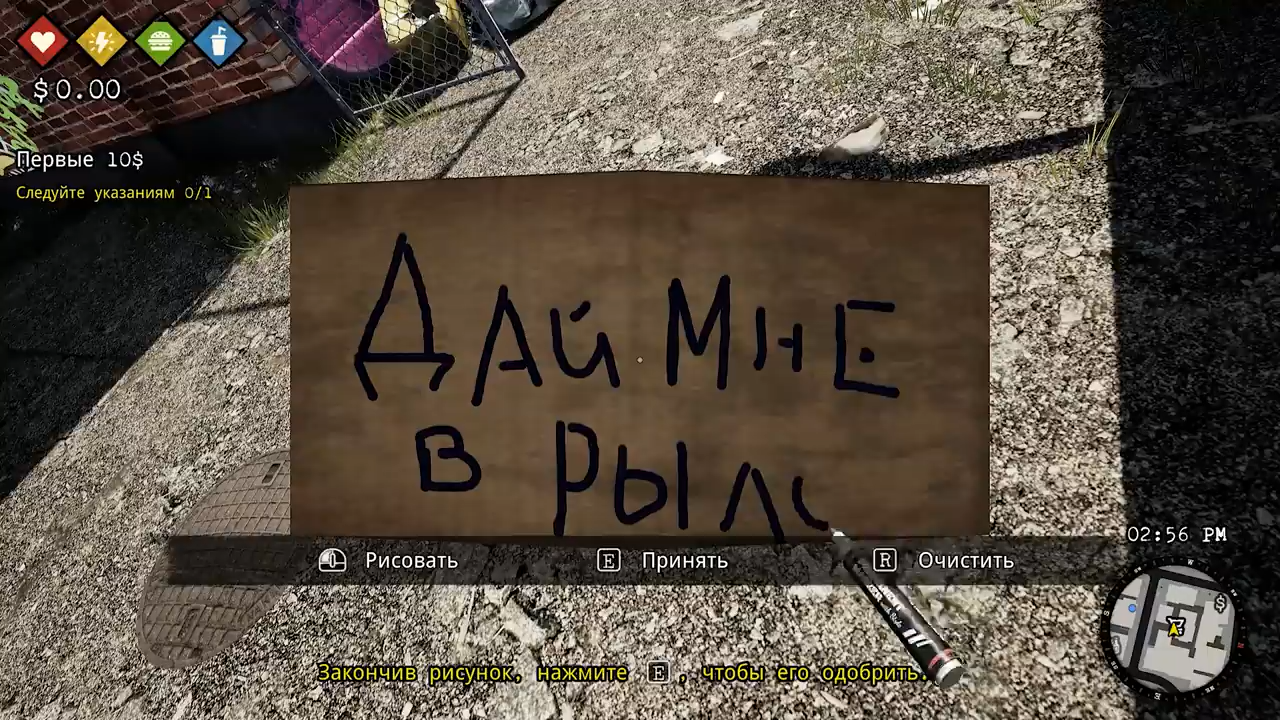 $0.00
Первые 10$
Следуйте указаниям 0/1
ДАЙ МНЕ
В РЫЛО
02:56 PM
Рисовать
E Принять
R Очистить
Закончив рисунок, нажмите E, чтобы его одобрить.